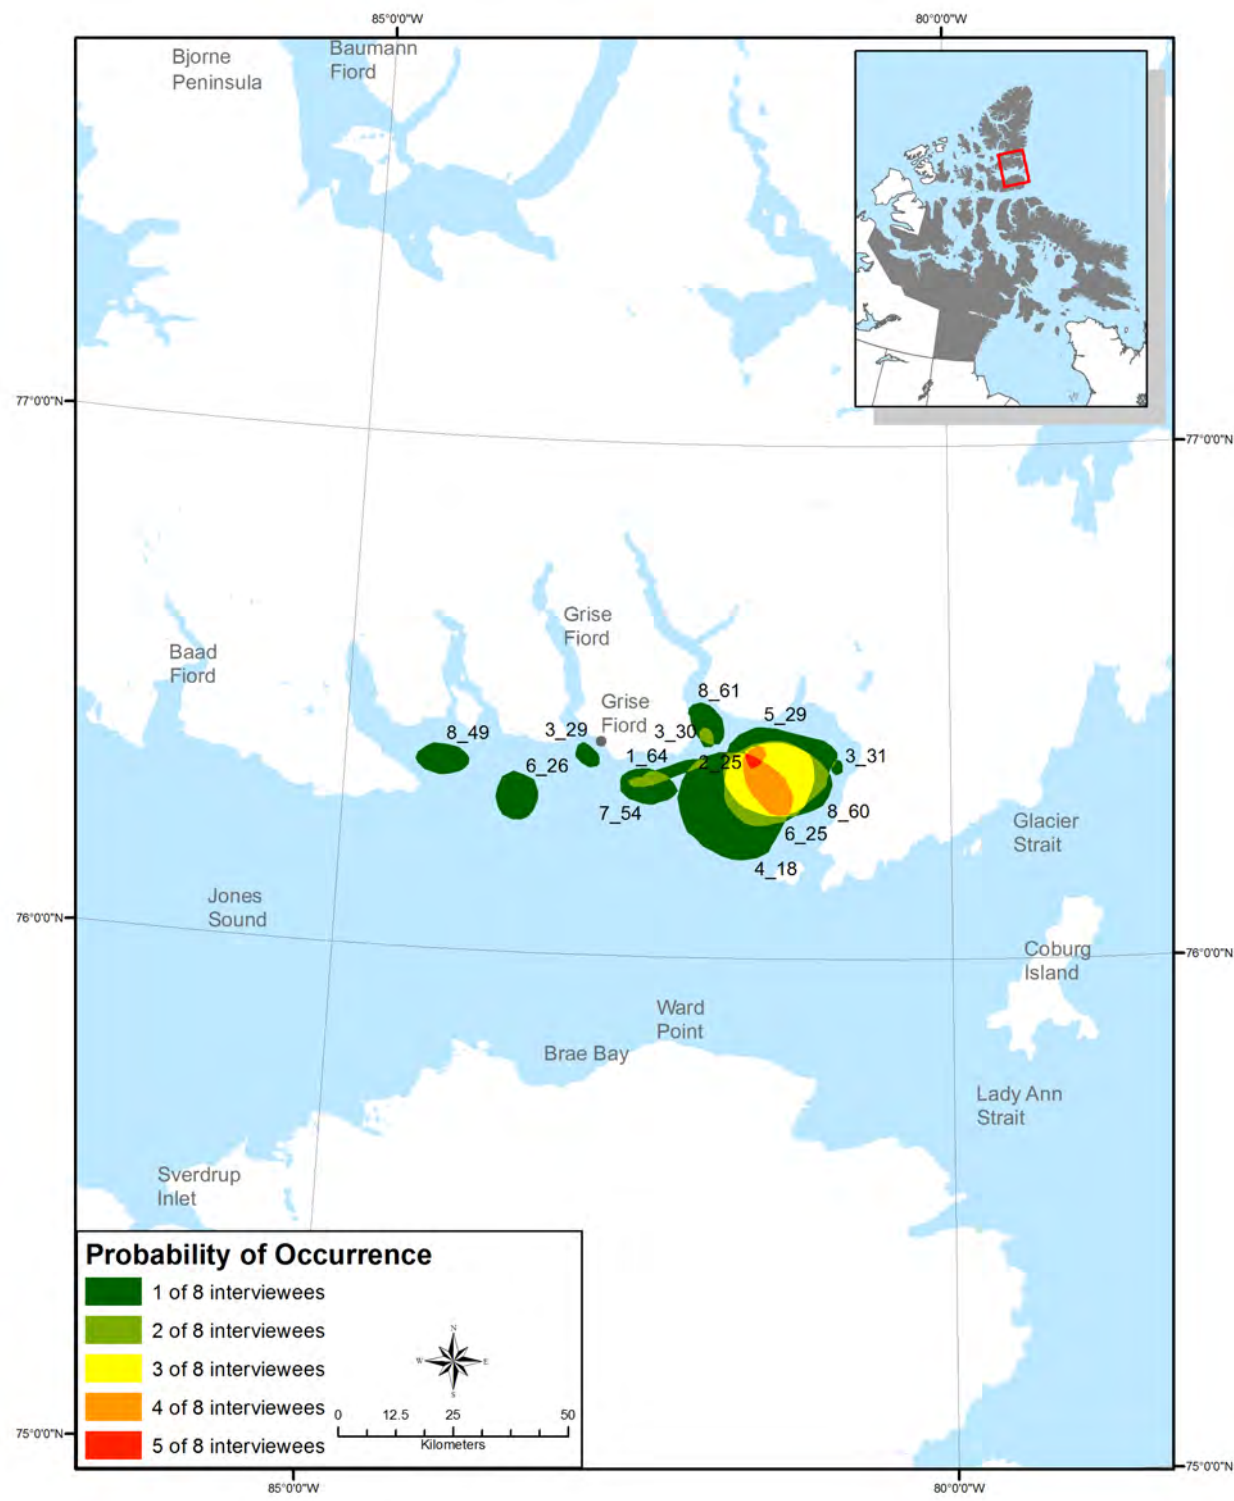 85°0'0"W
80°0'0"W
Bjorne
Peninsula
Baumann
Fiord
77°0'0"N
77°0'0"N
Grise
Fiord
Baad
Fiord
8_61
Grise
Fiord
5_29
8_49
3_29
3_30
6_26
1_64
2_25
3_31
7_54
8_60
6_25
4_18
Glacier
Strait
Jones
Sound
76°0'0"N
76°0'0"N
Coburg
Island
Ward
Point
Brae Bay
Lady Ann
Strait
Sverdrup
Inlet
Probability of Occurrence
1 of 8 interviewees
2 of 8 interviewees
3 of 8 interviewees
4 of 8 interviewees
5 of 8 interviewees
N
W E
S
0 12.5 25 50
Kilometers
75°0'0"N
75°0'0"N
85°0'0"W
80°0'0"W